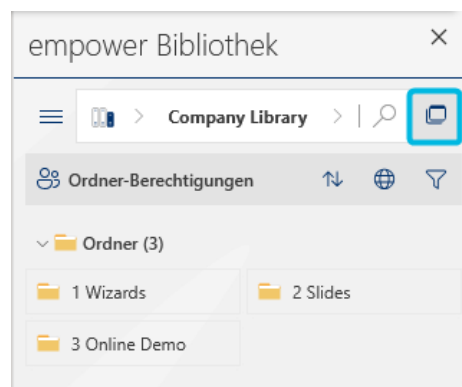 empower Bibliothek
Company Library
Ordner-Berechtigungen
Ordner (3)
1 Wizards
2 Slides
3 Online Demo